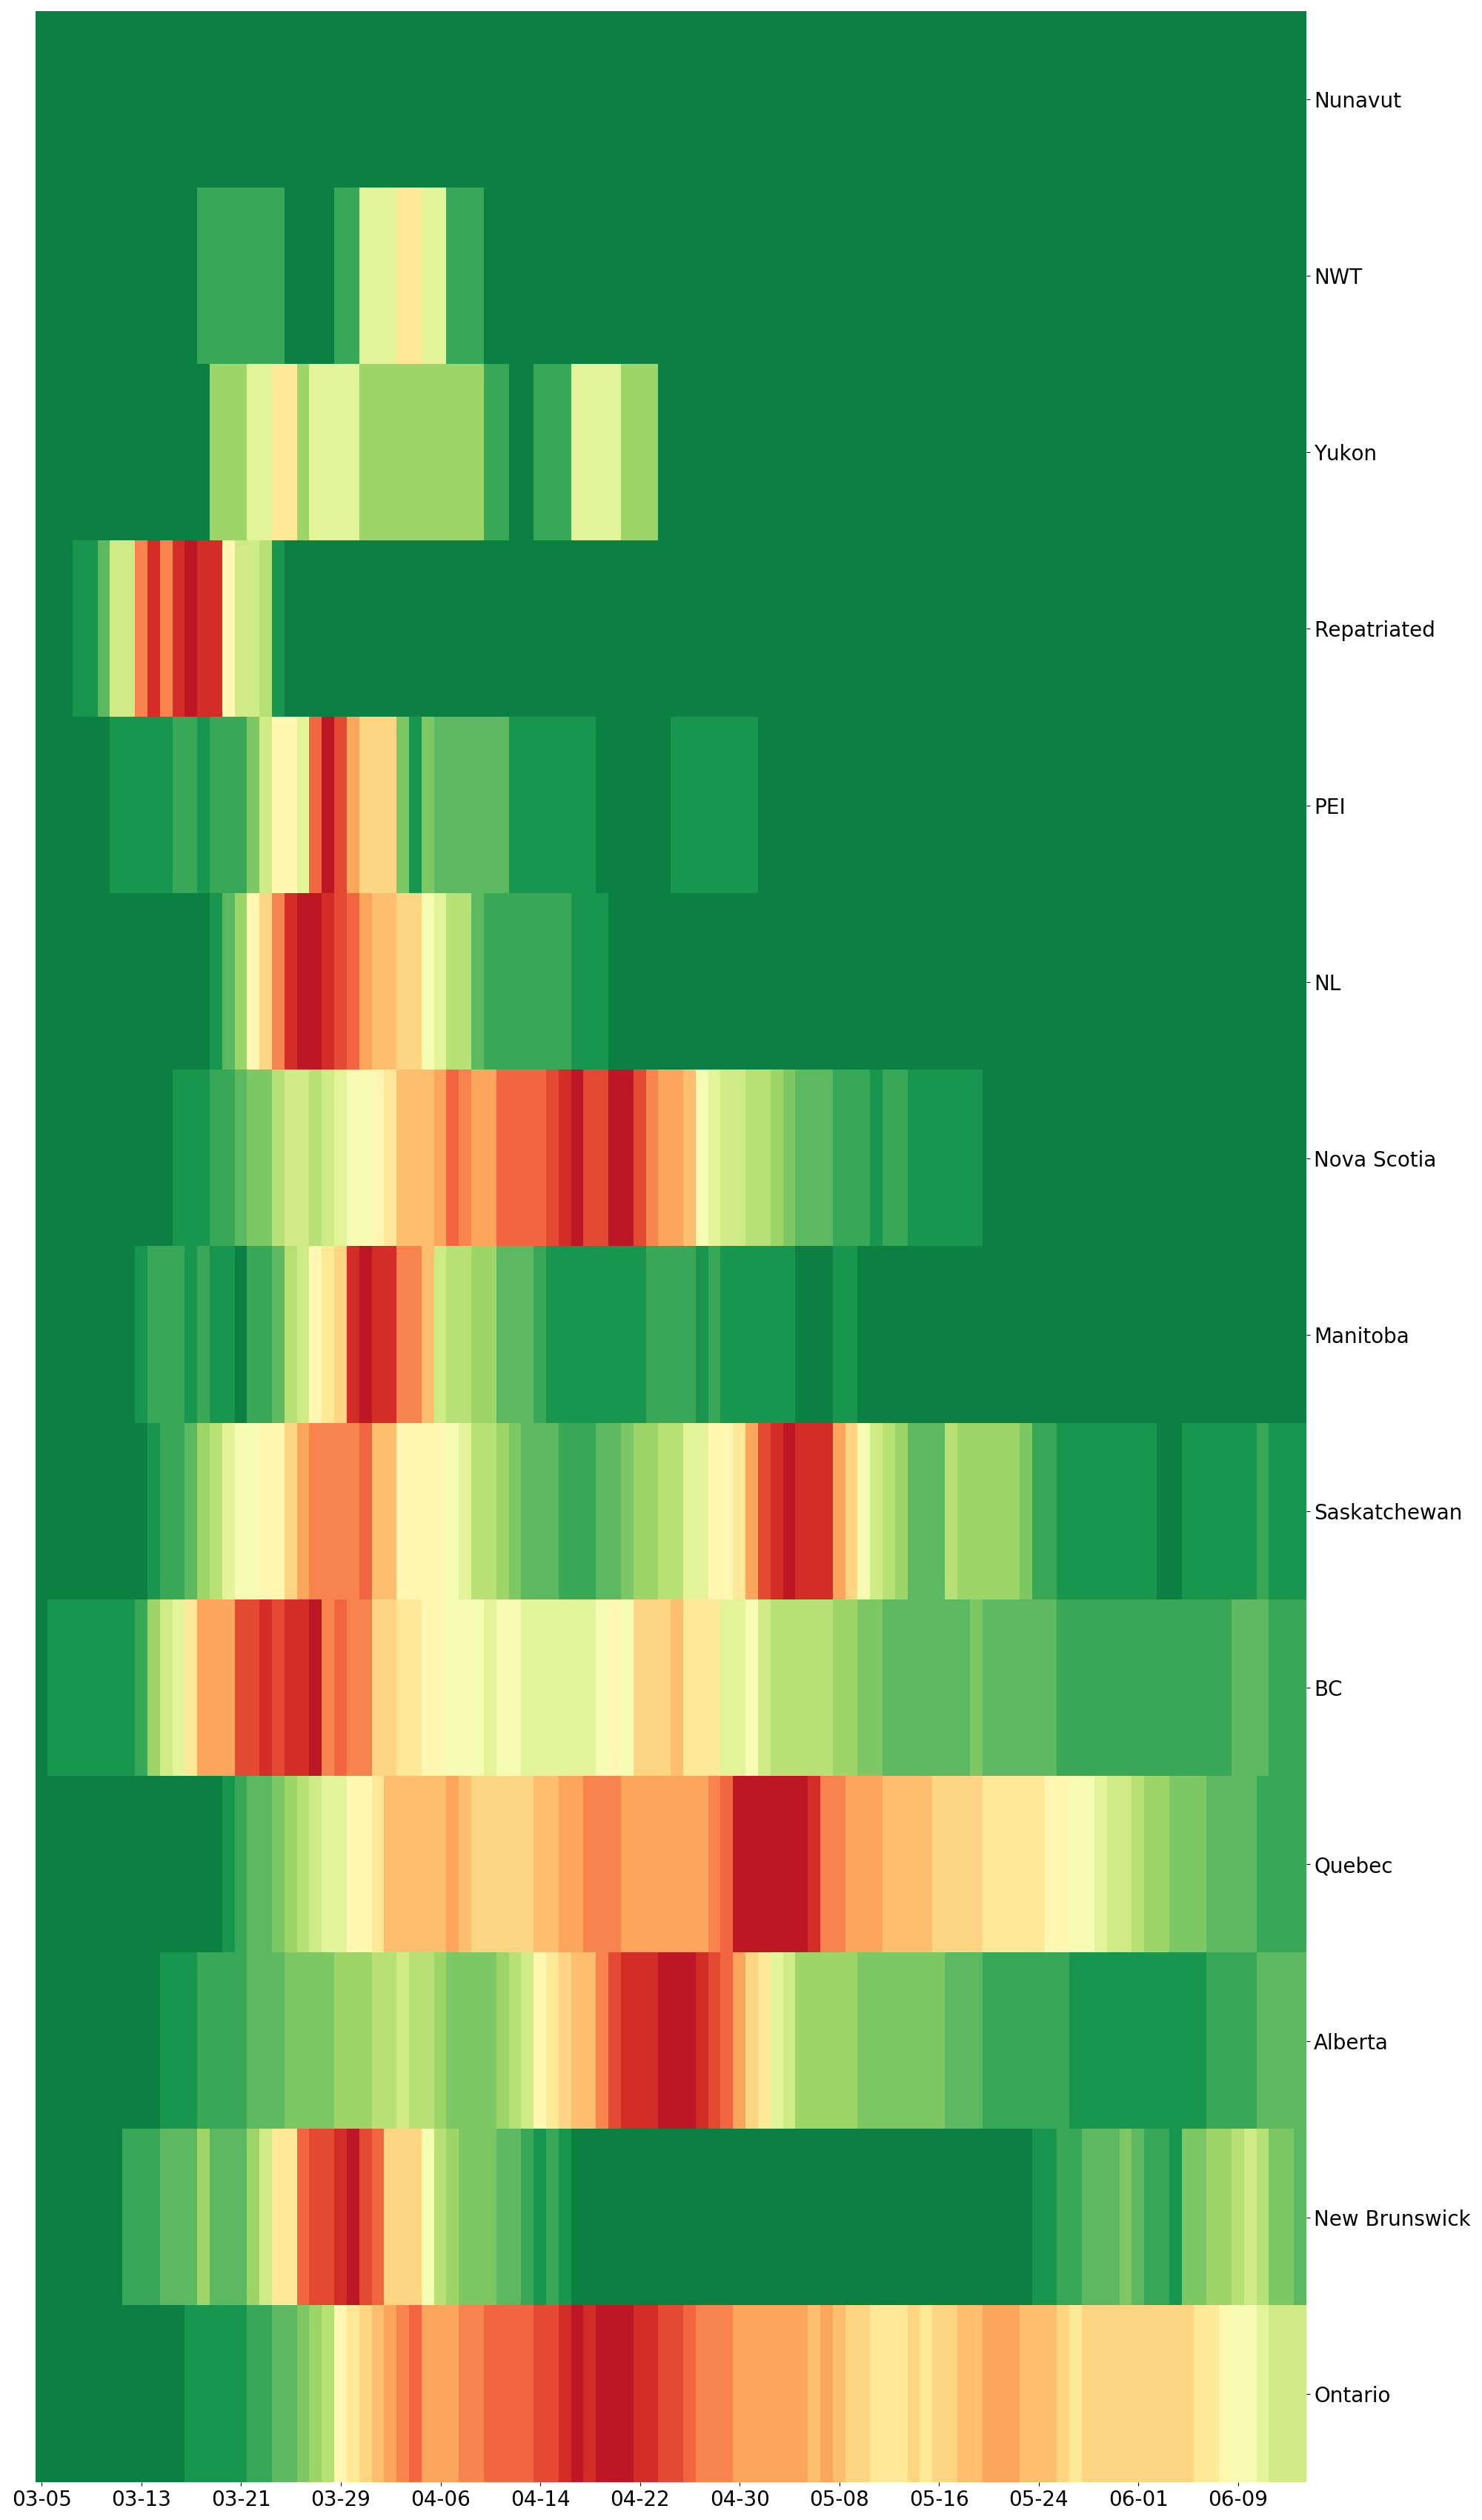 Nunavut
NWT
Yukon
Repatriated
PEI
NL
Nova Scotia
Manitoba
Saskatchewan
BC
Quebec
Alberta
New Brunswick
Ontario
03-05 03-13 03-21 03-29 04-06 04-14 04-22 04-30 05-08 05-16 05-24 06-01 06-09